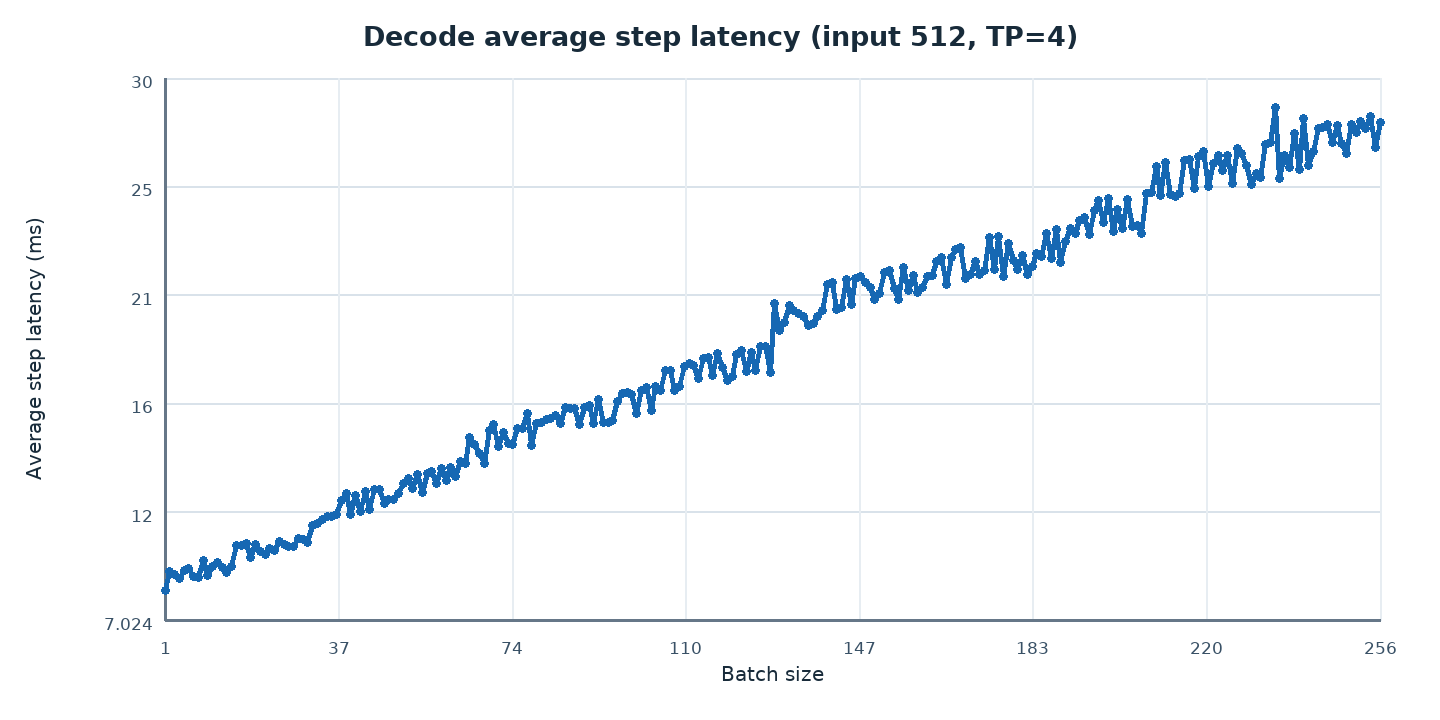 Decode average step latency (input 512, TP=4)
30
25
21
16
12
7.024
Average step latency (ms)
1 37 74 110 147 183 220 256
Batch size